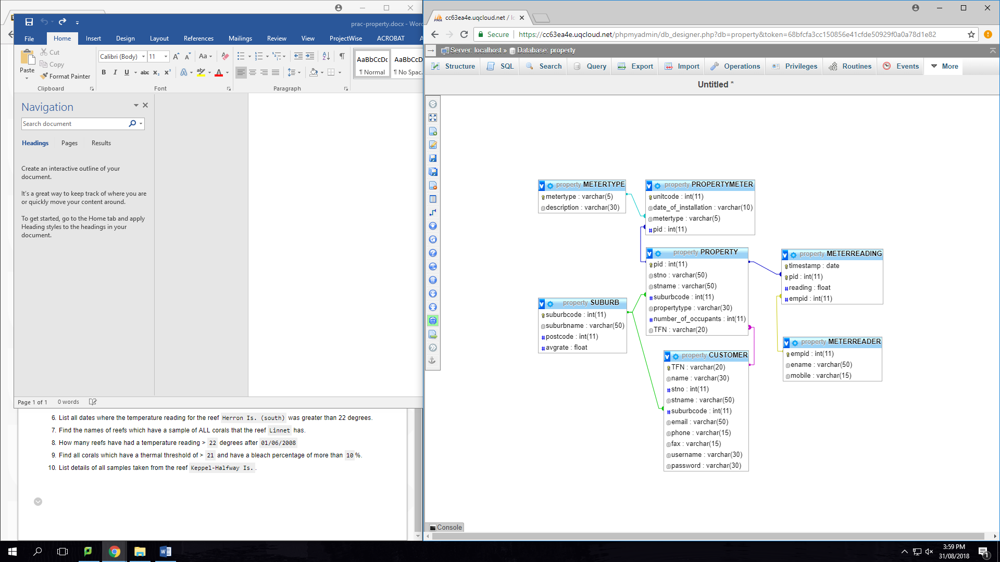 prac-property.docx - Word
File
Home
Insert
Design
Layout
References
Mailings
Review
View
ProjectWise
ACROBAT
Paste
Cut
Copy
Format Painter
Clipboard
Calibri (Body)
11
Font
Paragraph
AaBbCcDc
¶ Normal
AaBbCcD
¶ No Spac.
Navigation
Search document
Headings
Pages
Results
Create an interactive outline of your
document.
It's a great way to keep track of where you are
or quickly move your content around.
To get started, go to the Home tab and apply
Heading styles to the headings in your
document.
Page 1 of 1
0 words
6. List all dates where the temperature reading for the reef Herron Is. (south) was greater than 22 degrees.
7. Find the names of reefs which have a sample of ALL corals that the reef Linnet has.
8. How many reefs have had a temperature reading > 22 degrees after 01/06/2008
9. Find all corals which have a thermal threshold of > 21 and have a bleach percentage of more than 10 %.
10. List details of all samples taken from the reef Keppel-Halfway Is. .
cc63ea4e.uqcloud.net / lo
Secure
https://cc63ea4e.uqcloud.net/phpmyadmin/db_designer.php?db=property&token=68bfcfa3cc150856e41cfde50929f0a0a78d1e82
Server: localhost » Database: property
Structure
SQL
Search
Query
Export
Import
Operations
Privileges
Routines
Events
More
Untitled *
property METERTYPE
metertype : varchar(5)
description : varchar(30)
property PROPERTYMETER
unitcode : int(11)
date_of_installation : varchar(10)
metertype : varchar(5)
pid : int(11)
property PROPERTY
pid : int(11)
stno : varchar(50)
stname : varchar(50)
suburbcode : int(11)
propertytype : varchar(30)
number_of_occupants : int(11)
TFN : varchar(20)
property METERREADING
timestamp : date
pid : int(11)
reading : float
empid : int(11)
property SUBURB
suburbcode : int(11)
suburbname : varchar(50)
postcode : int(11)
avgrate : float
property METERREADER
empid : int(11)
ename : varchar(50)
mobile : varchar(15)
property CUSTOMER
TFN : varchar(20)
name : varchar(30)
stno : int(11)
stname : varchar(50)
suburbcode : int(11)
email : varchar(50)
phone : varchar(15)
fax : varchar(15)
username : varchar(30)
password : varchar(30)
Console
3:59 PM
31/08/2018
1